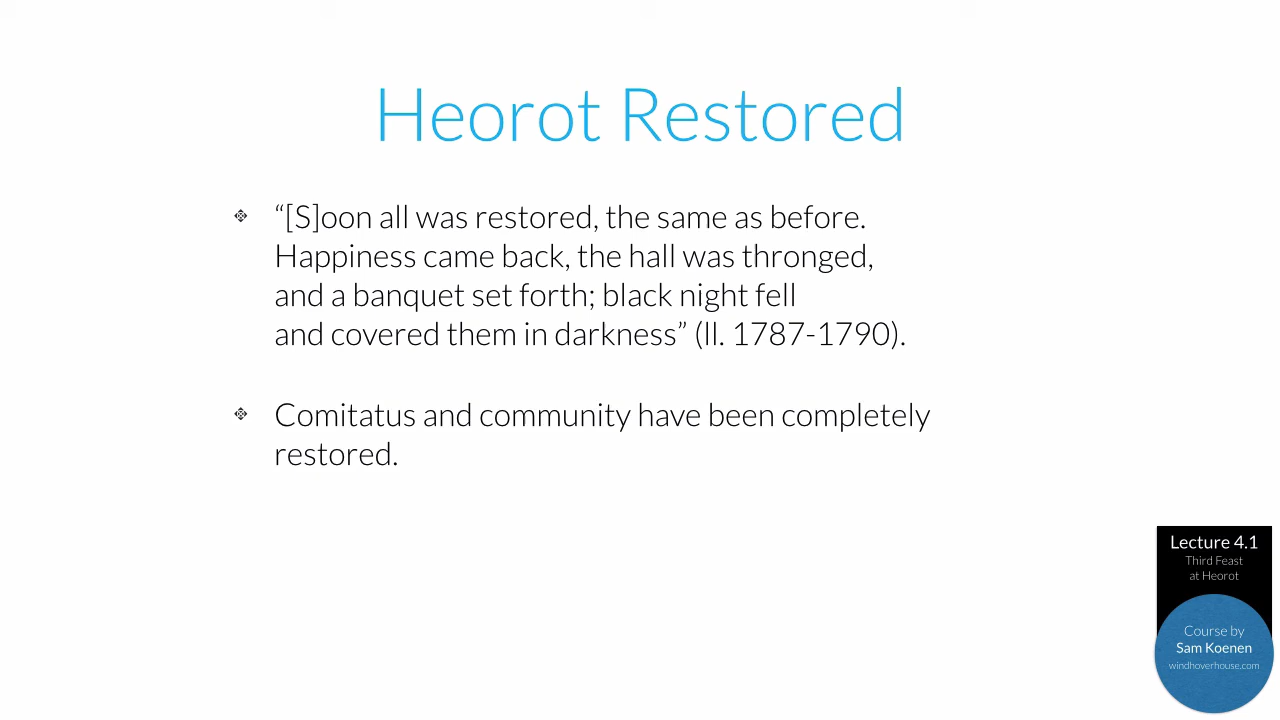 Heorot Restored
“[S]oon all was restored, the same as before.
Happiness came back, the hall was thronged,
and a banquet set forth; black night fell
and covered them in darkness” (ll. 1787-1790).
Comitatus and community have been completely
restored.
Lecture 4.1
Third Feast
at Heorot
Course by
Sam Koenen
windhoverhouse.com